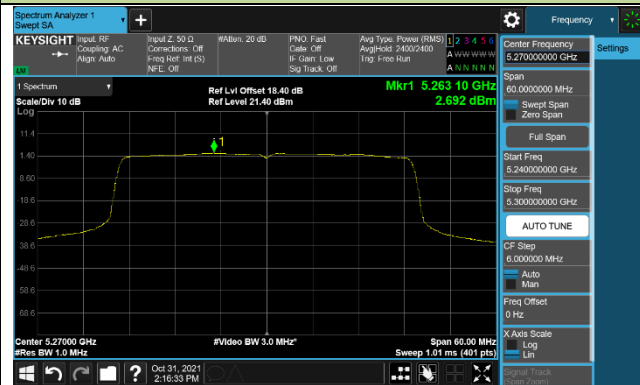 Spectrum Analyzer 1
Swept SA
+
Frequency
KEYSIGHT
Input: RF
Coupling: AC
Align: Auto
Input Z: 50 Ω
Corrections: Off
Freq Ref: Int (S)
NFE: Off
#Atten: 20 dB
PNO: Fast
Gate: Off
IF Gain: Low
Sig Track: Off
Avg Type: Power (RMS)
Avg|Hold: 2400/2400
Trig: Free Run
1 2 3 4 5 6
A W W W W W
A N N N N N
LXI
1 Spectrum
Scale/Div 10 dB
Log
Ref Lvl Offset 18.40 dB
Ref Level 21.40 dBm
Mkr1 5.263 10 GHz
2.692 dBm
11.4
1.40
-8.60
-18.6
-28.6
-38.6
-48.6
-58.6
-68.6
1
Center 5.27000 GHz
#Res BW 1.0 MHz
#Video BW 3.0 MHz*
Span 60.00 MHz
Sweep 1.01 ms (401 pts)
Oct 31, 2021
2:16:33 PM
?
Settings
Center Frequency
5.270000000 GHz
Span
60.0000000 MHz
Swept Span
Zero Span
Full Span
Start Freq
5.240000000 GHz
Stop Freq
5.300000000 GHz
AUTO TUNE
CF Step
6.000000 MHz
Auto
Man
Freq Offset
0 Hz
X Axis Scale
Log
Lin
Signal Track
(Span Zoom)